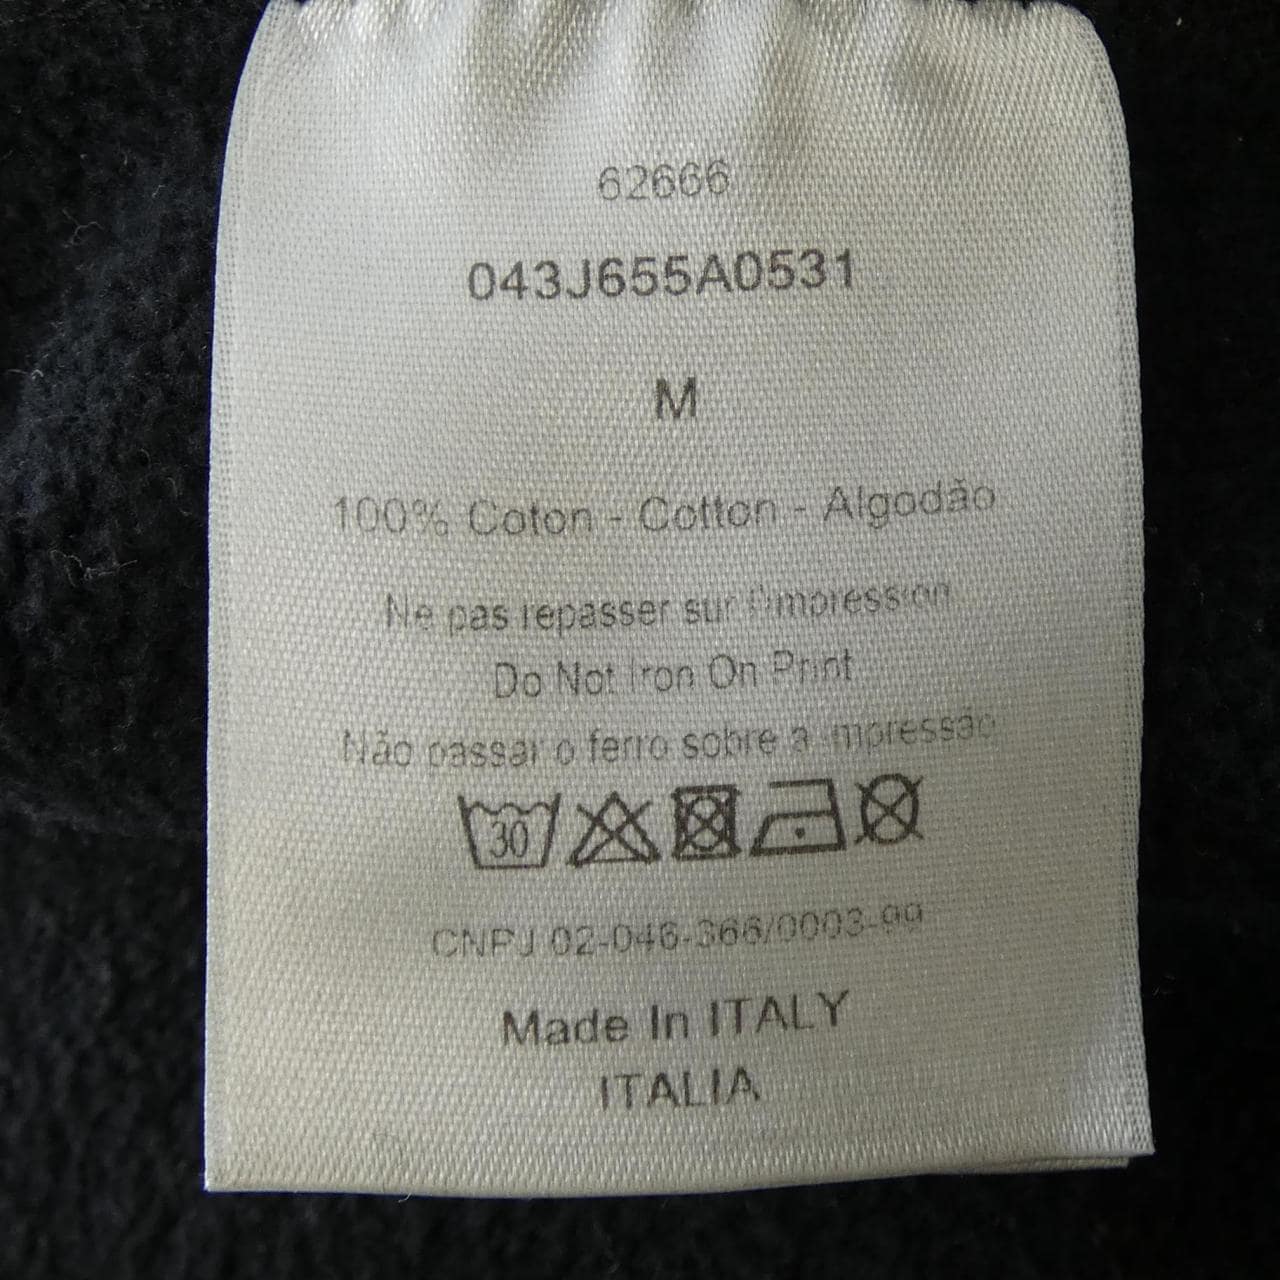 62666
043J655A0531
M
100% Coton - Cotton - Algodão
Ne pas repasser sur l'impression
Do Not Iron On Print
Não passar o ferro sobre a impressão
30
CNPJ 02-046-366/0003-99
Made In ITALY
ITALIA